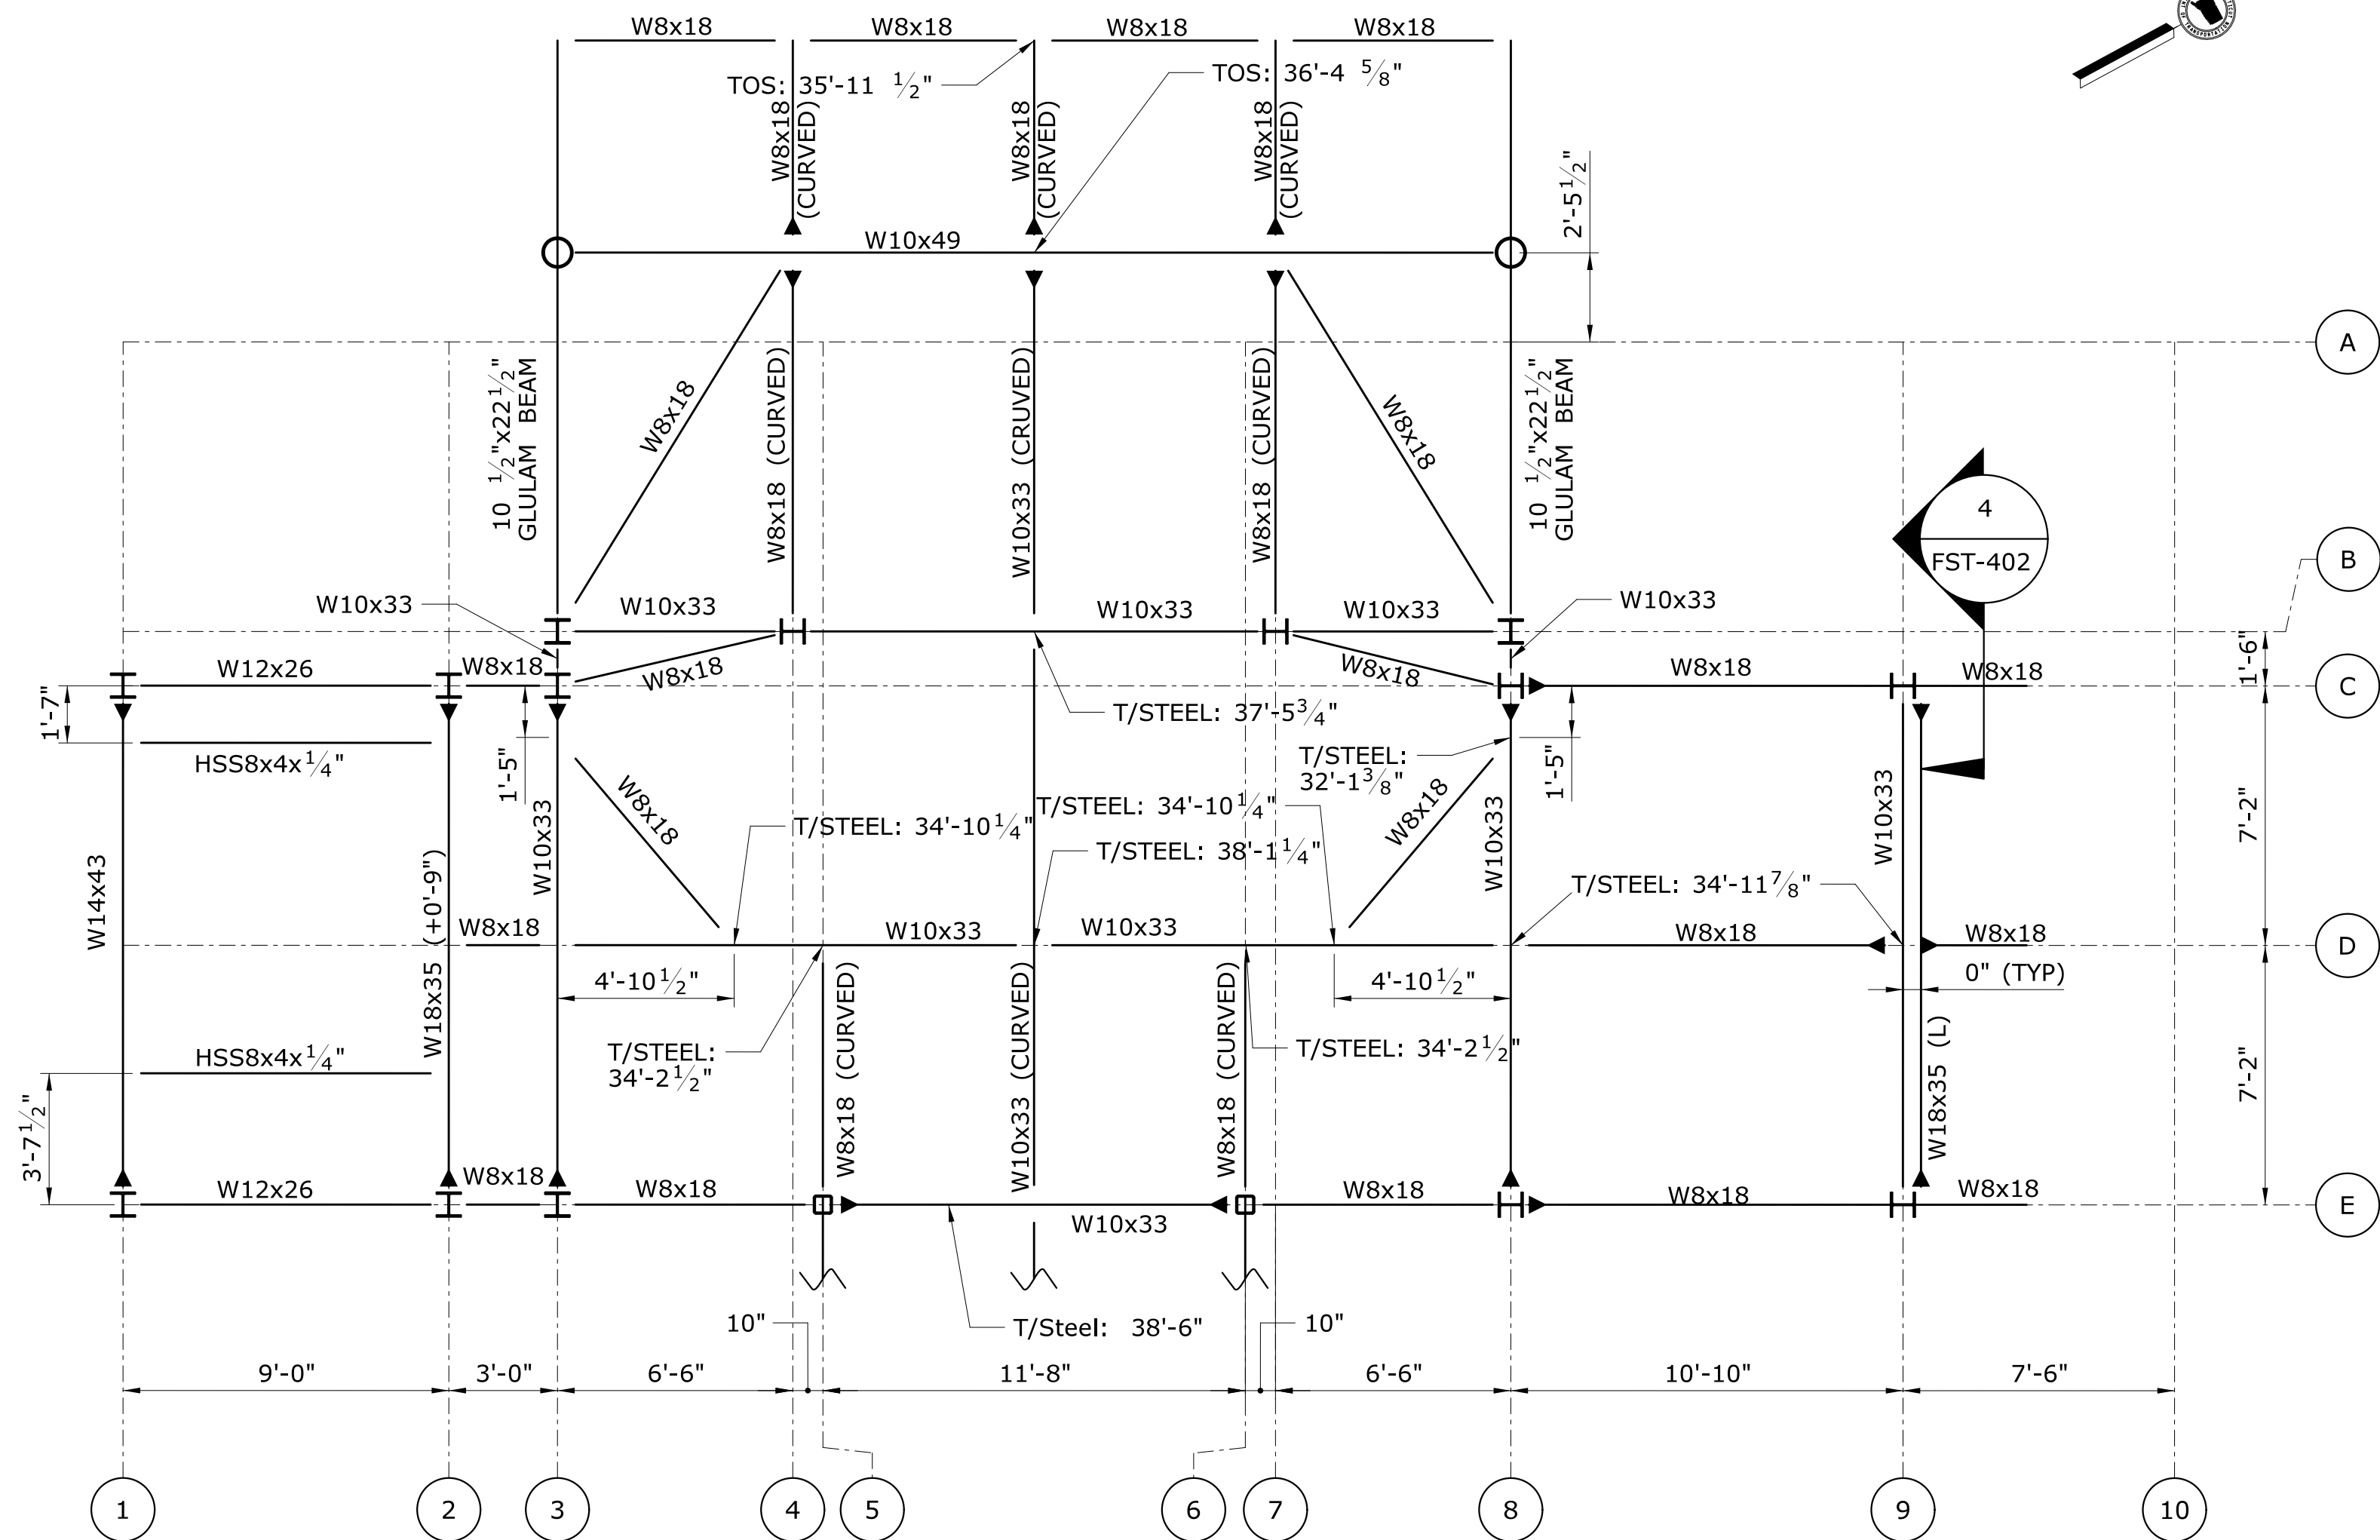 W8x18
W8x18
W8x18
W8x18
TOS: 35'-11 1/2"
TOS: 36'-4 5/8"
W8x18
(CURVED)
W8x18
(CURVED)
W8x18
(CURVED)
2'-5 1/2"
W10x49
A
10 1/2"x22 1/2"
GLULAM BEAM
W8x18
W8x18 (CURVED)
W10x33 (CRUVED)
W8x18 (CURVED)
W8x18
10 1/2"x22 1/2"
GLULAM BEAM
4
FST-402
B
W10x33
W10x33
W10x33
W10x33
W10x33
1'-6"
W12x26
W8x18
W8x18
W8x18
W8x18
W8x18
C
1'-7"
T/STEEL: 37'-5 3/4"
HSS8x4x 1/4"
1'-5"
T/STEEL:
32'-1 3/8"
1'-5"
W8x18
W10x33
T/STEEL: 34'-10 1/4"
T/STEEL: 34'-10 1/4"
W8x18
W10x33
W10x33
7'-2"
T/STEEL: 38'-1 1/4"
W14x43
W18x35 (+0'-9")
T/STEEL: 34'-11 7/8"
W8x18
W10x33
W10x33
W8x18
W8x18
D
4'-10 1/2"
4'-10 1/2"
0" (TYP)
W8x18 (CURVED)
W10x33 (CURVED)
W8x18 (CURVED)
T/STEEL:
34'-2 1/2"
T/STEEL: 34'-2 1/2"
HSS8x4x 1/4"
W18x35 (L)
7'-2"
3'-7 1/2"
W12x26
W8x18
W8x18
W10x33
W8x18
W8x18
W8x18
E
10"
T/Steel: 38'-6"
10"
9'-0"
3'-0"
6'-6"
11'-8"
6'-6"
10'-10"
7'-6"
1
2
3
4
5
6
7
8
9
10